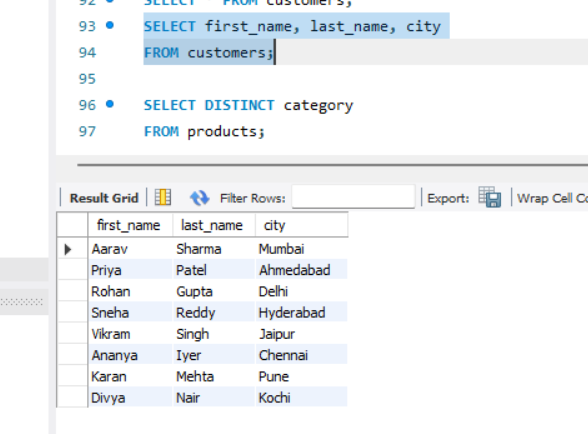 92 SELECT * FROM customers;
93 SELECT first_name, last_name, city
94 FROM customers;
95
96 SELECT DISTINCT category
97 FROM products;
Result Grid Filter Rows: Export: Wrap Cell Co
first_name last_name city
Aarav Sharma Mumbai
Priya Patel Ahmedabad
Rohan Gupta Delhi
Sneha Reddy Hyderabad
Vikram Singh Jaipur
Ananya Iyer Chennai
Karan Mehta Pune
Divya Nair Kochi